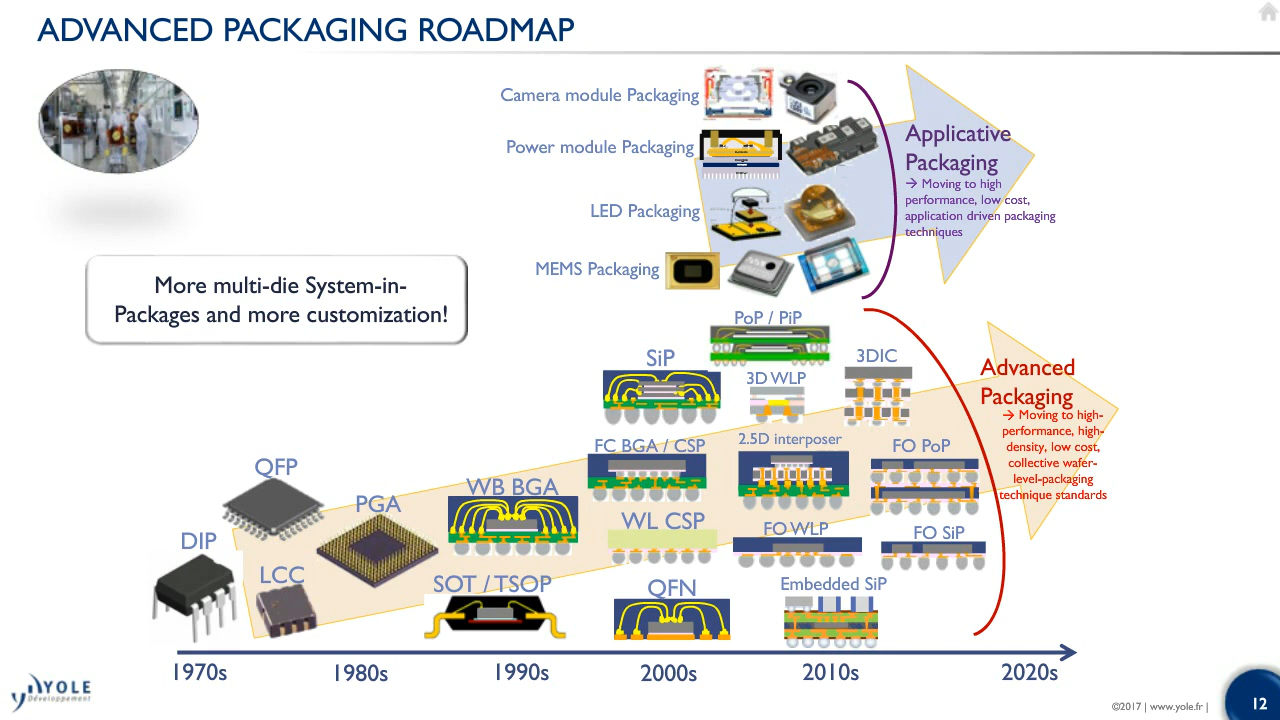 ADVANCED PACKAGING ROADMAP
Camera module Packaging
Power module Packaging
LED Packaging
MEMS Packaging
Applicative
Packaging
→ Moving to high
performance, low cost,
application driven packaging
techniques
More multi-die System-in-
Packages and more customization!
PoP / PiP
SiP
3D WLP
3DIC
Advanced
Packaging
→ Moving to high-
performance, high-
density, low cost,
collective wafer-
level-packaging
technique standards
FC BGA / CSP
2.5D interposer
FO PoP
QFP
PGA
WB BGA
WL CSP
FO WLP
FO SiP
DIP
LCC
SOT / TSOP
QFN
Embedded SiP
1970s
1980s
1990s
2000s
2010s
2020s
YOLE
Développement
©2017 | www.yole.fr |
12